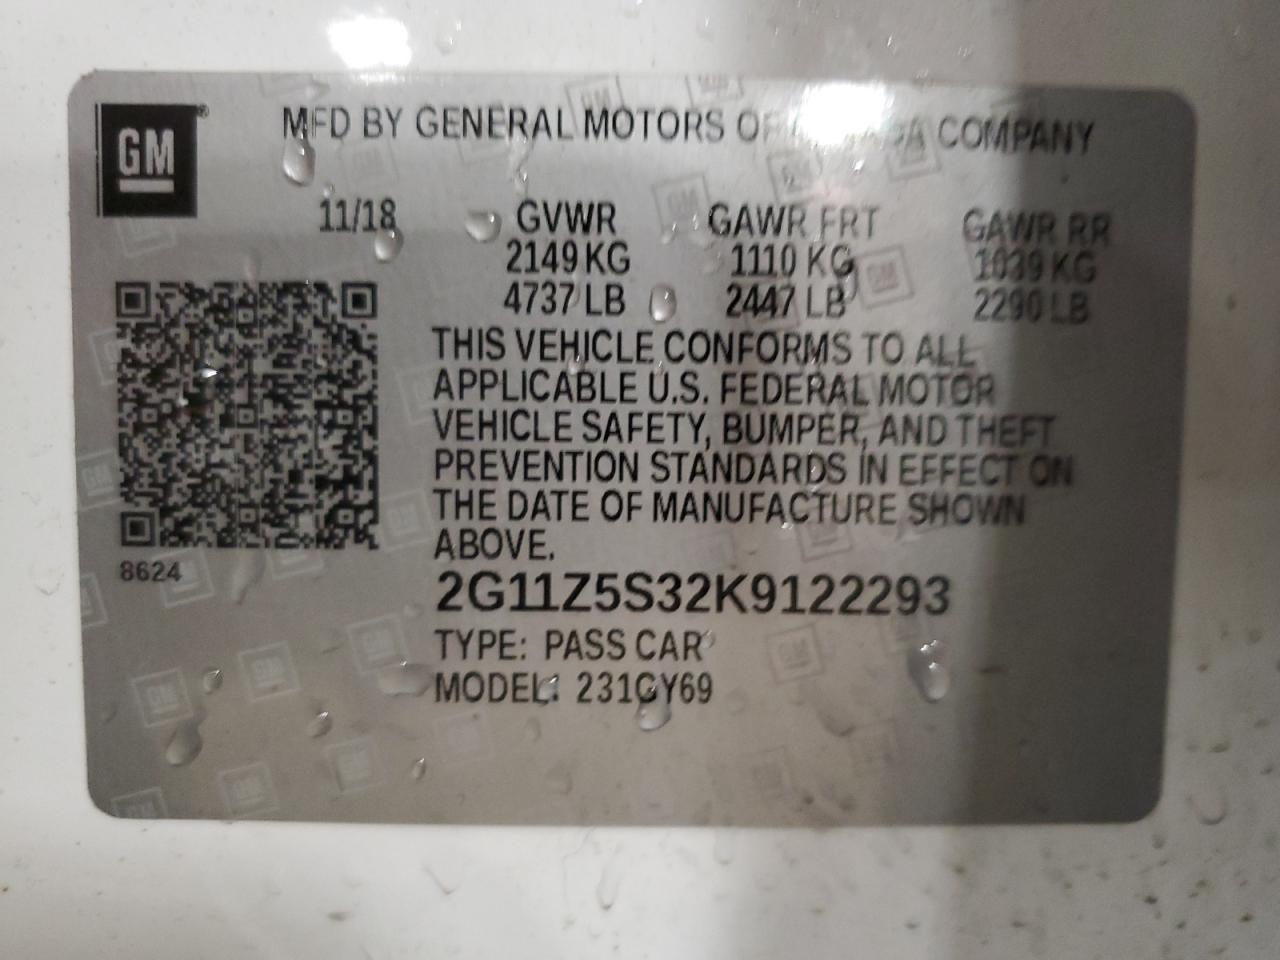 GM
MFD BY GENERAL MOTORS OF CANADA COMPANY
11/18 GVWR GAWR FRT GAWR RR
2149 KG 1110 KG 1039 KG
4737 LB 2447 LB 2290 LB
THIS VEHICLE CONFORMS TO ALL
APPLICABLE U.S. FEDERAL MOTOR
VEHICLE SAFETY, BUMPER, AND THEFT
PREVENTION STANDARDS IN EFFECT ON
THE DATE OF MANUFACTURE SHOWN
ABOVE.
8624
2G11Z5S32K9122293
TYPE: PASS CAR
MODEL: 231GY69